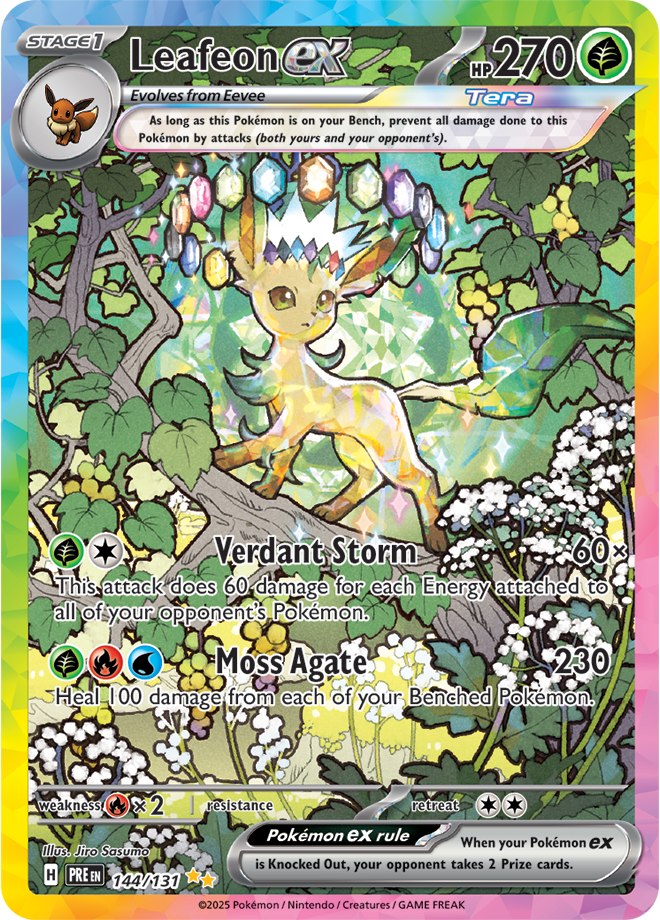 STAGE 1 Leafeon ex HP 270
Evolves from Eevee Tera
As long as this Pokémon is on your Bench, prevent all damage done to this
Pokémon by attacks (both yours and your opponent's).
Verdant Storm 60×
This attack does 60 damage for each Energy attached to
all of your opponent's Pokémon.
Moss Agate 230
Heal 100 damage from each of your Benched Pokémon.
weakness ×2 resistance retreat
Pokémon ex rule When your Pokémon ex
is Knocked Out, your opponent takes 2 Prize cards.
Illus. Jiro Sasumo
H PRE EN 144/131
©2025 Pokémon / Nintendo / Creatures / GAME FREAK